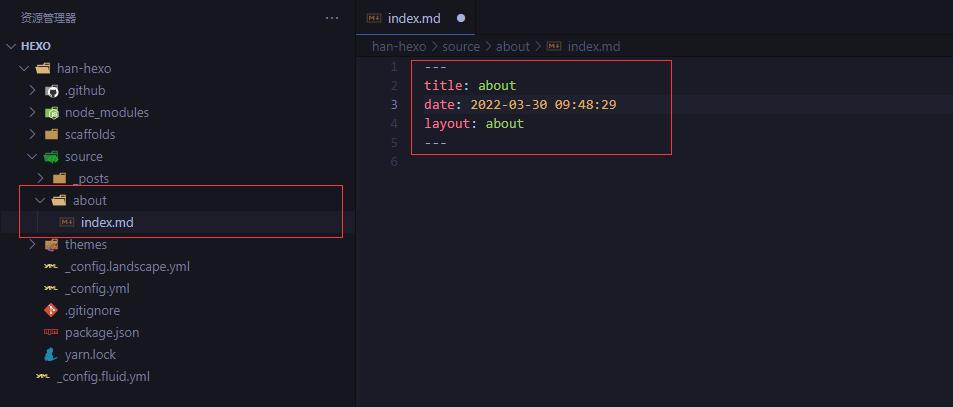 资源管理器 ···
HEXO
han-hexo
.github
node_modules
scaffolds
source
_posts
about
index.md
themes
_config.landscape.yml
_config.yml
.gitignore
package.json
yarn.lock
_config.fluid.yml
index.md
han-hexo > source > about > index.md
1 ---
2 title: about
3 date: 2022-03-30 09:48:29
4 layout: about
5 ---
6